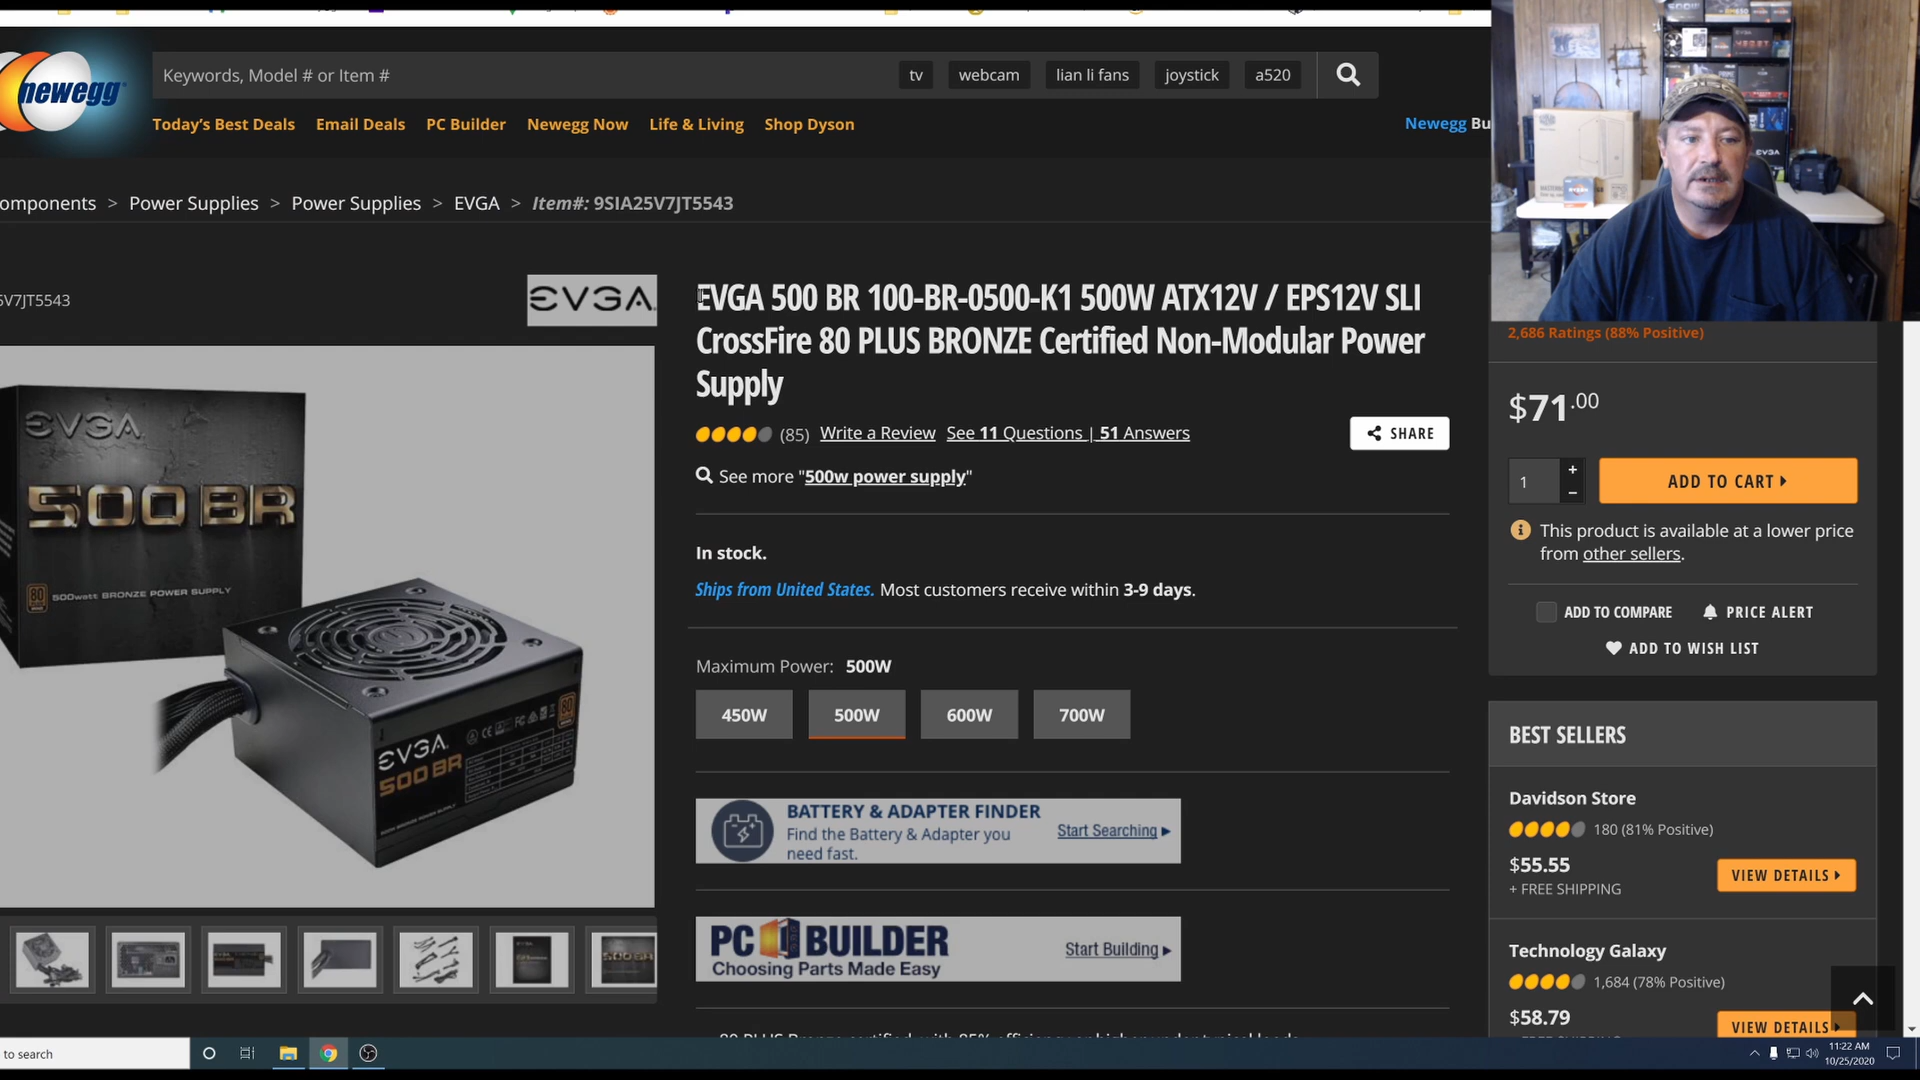 newegg
Keywords, Model # or Item #
tv
webcam
lian li fans
joystick
a520
Today's Best Deals
Email Deals
PC Builder
Newegg Now
Life & Living
Shop Dyson
Newegg Bu
omponents > Power Supplies > Power Supplies > EVGA > Item#: 9SIA25V7JT5543
5V7JT5543
EVGA
EVGA 500 BR 100-BR-0500-K1 500W ATX12V / EPS12V SLI
CrossFire 80 PLUS BRONZE Certified Non-Modular Power
Supply
(85) Write a Review See 11 Questions | 51 Answers
SHARE
See more "500w power supply"
In stock.
Ships from United States. Most customers receive within 3-9 days.
Maximum Power: 500W
450W
500W
600W
700W
BATTERY & ADAPTER FINDER
Find the Battery & Adapter you
need fast.
Start Searching
PC BUILDER
Choosing Parts Made Easy
Start Building
EVGA
500 BR
80
500watt BRONZE POWER SUPPLY
EVGA
500 BR
2,686 Ratings (88% Positive)
$71.00
1
+
−
ADD TO CART
This product is available at a lower price
from other sellers.
ADD TO COMPARE
PRICE ALERT
ADD TO WISH LIST
BEST SELLERS
Davidson Store
180 (81% Positive)
$55.55
+ FREE SHIPPING
VIEW DETAILS
Technology Galaxy
1,684 (78% Positive)
$58.79
VIEW DETAILS
to search
11:22 AM
10/25/2020